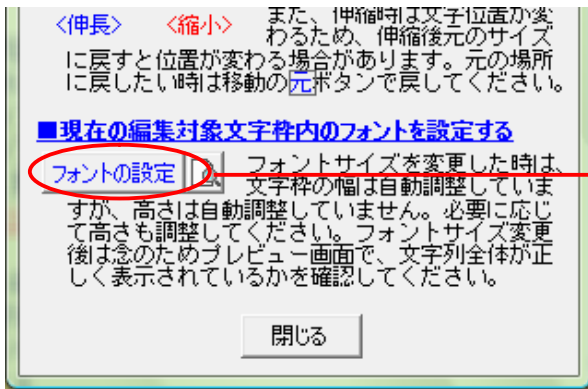 <伸長> <縮小> また、伸縮時は文字位置が変
わるため、伸縮後元のサイズ
に戻すと位置が変わる場合があります。元の場所
に戻したい時は移動の元ボタンで戻してください。
■現在の編集対象文字枠内のフォントを設定する
フォントの設定 フォントサイズを変更した時は、
文字枠の幅は自動調整していま
すが、高さは自動調整していません。必要に応じ
て高さも調整してください。フォントサイズ変更
後は念のためプレビュー画面で、文字列全体が正
しく表示されているかを確認してください。
閉じる